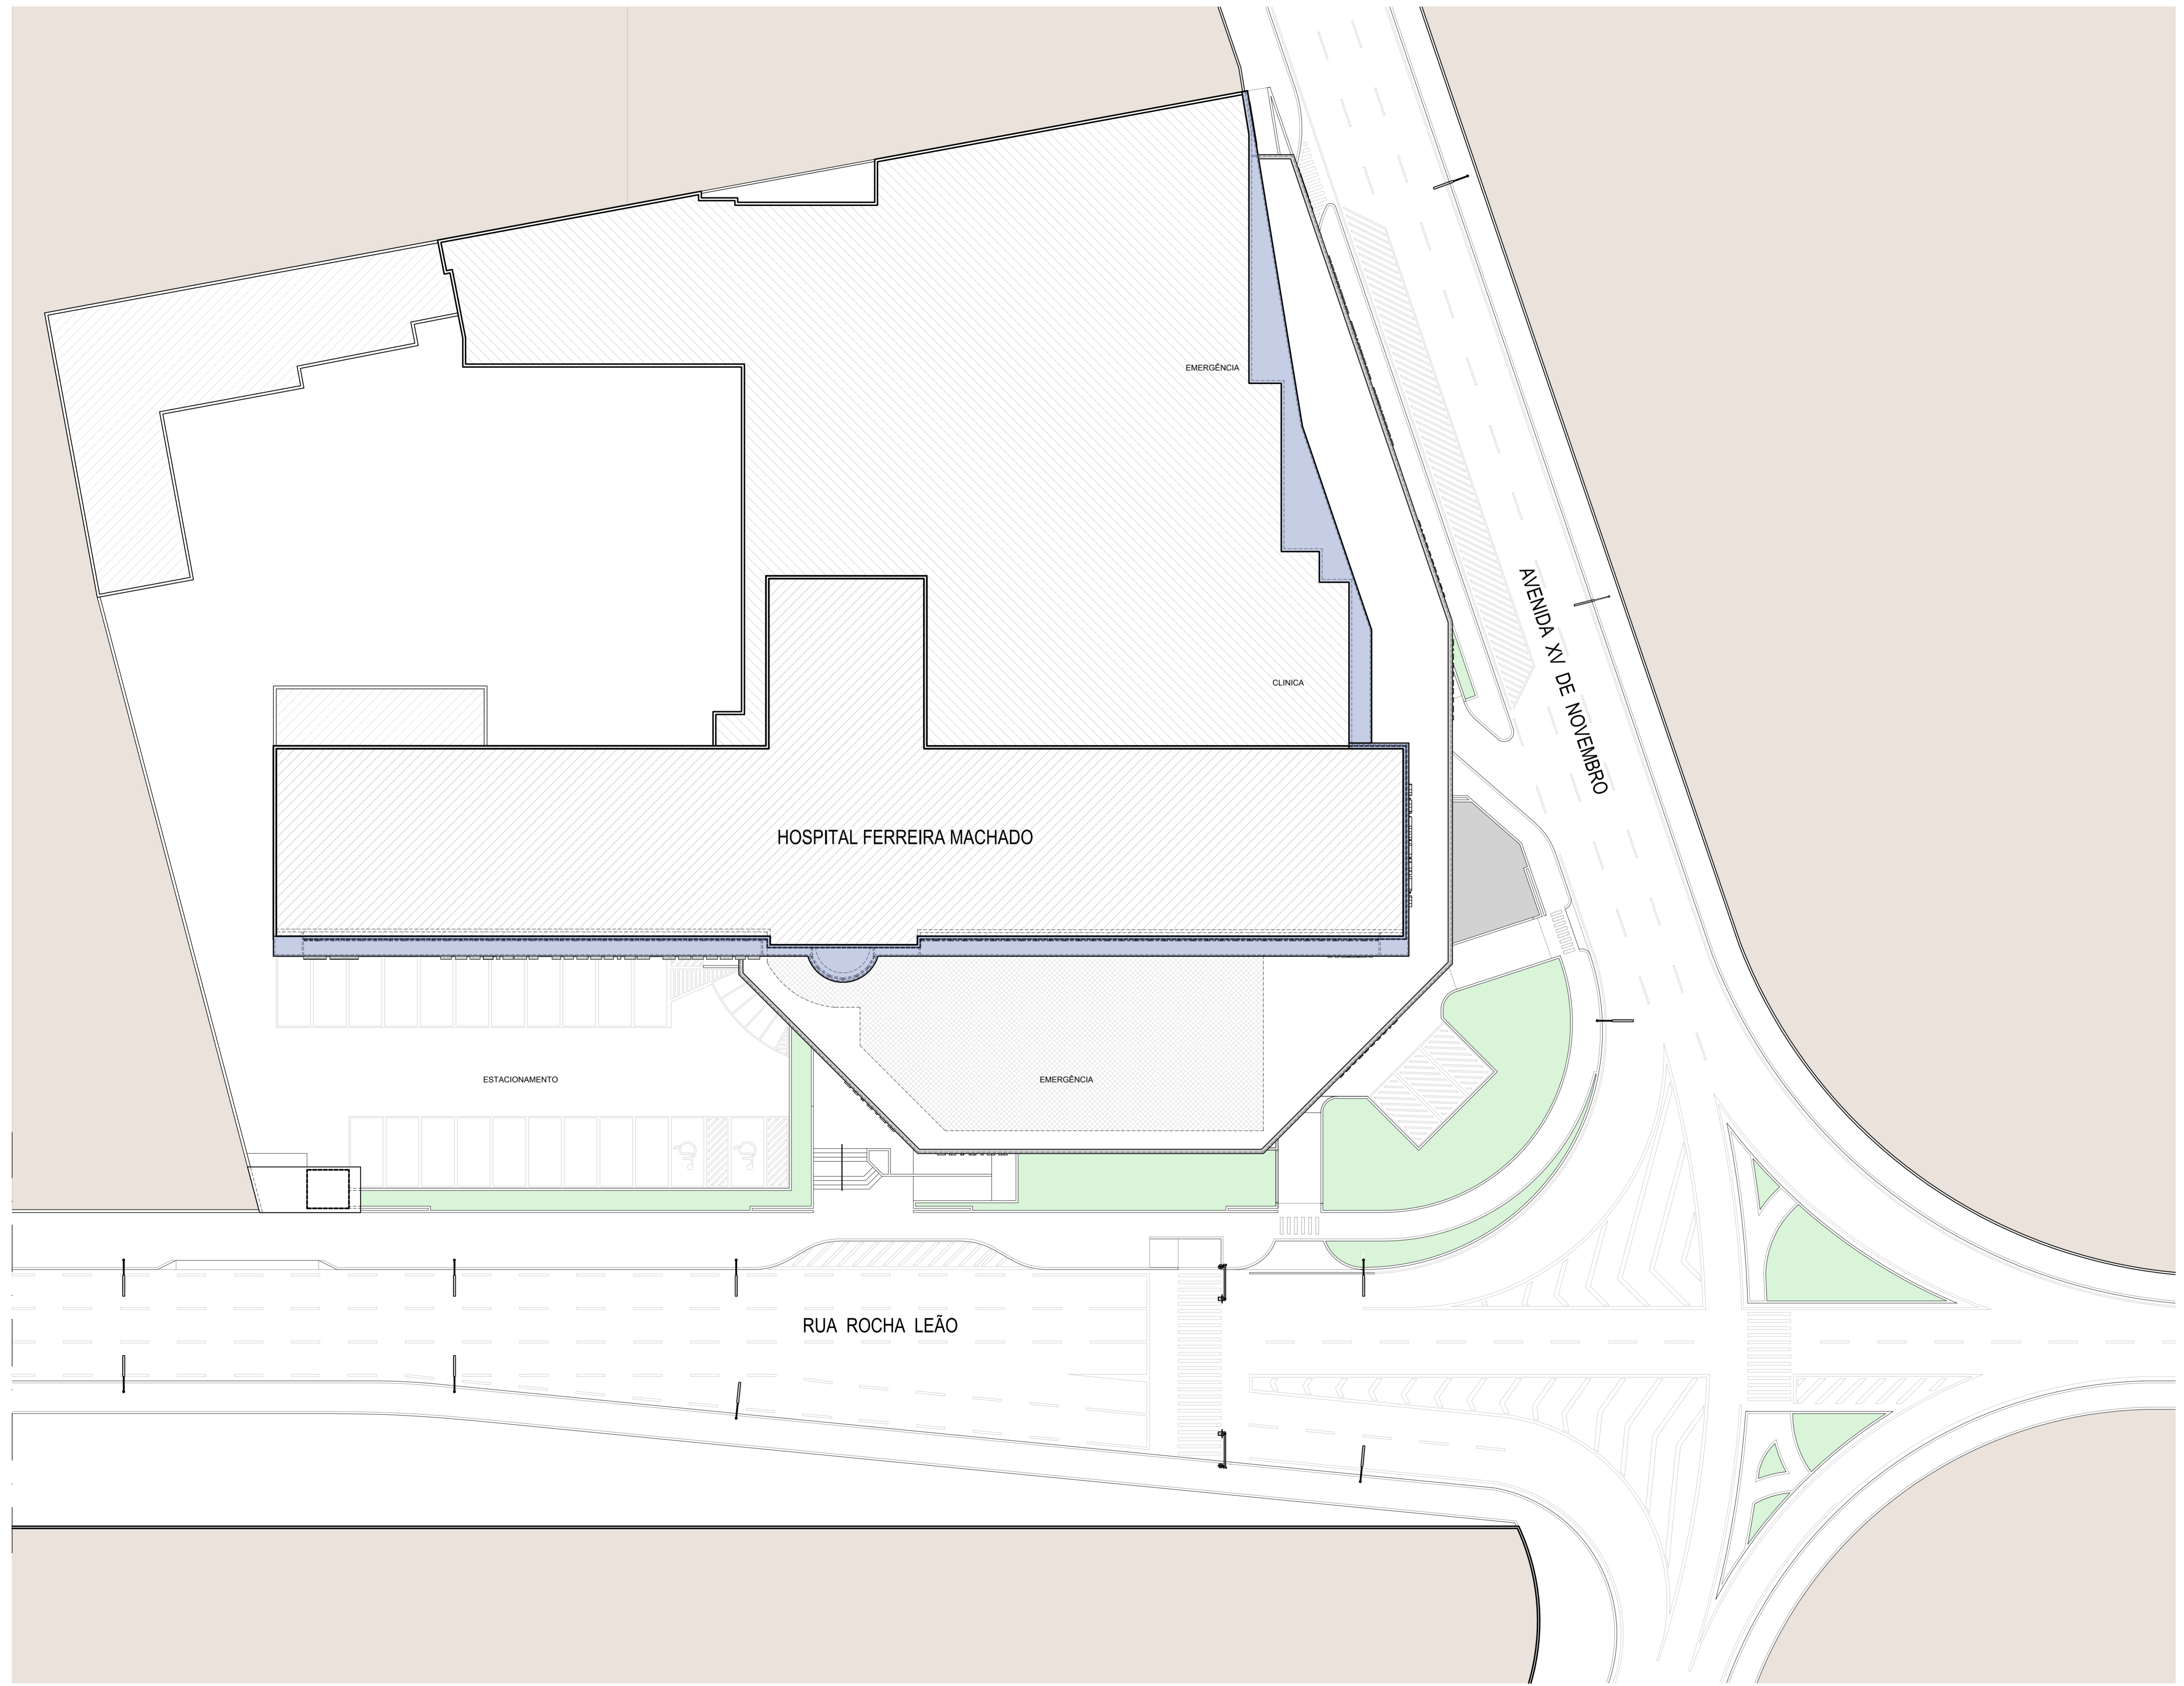 EMERGÊNCIA
AVENIDA XV DE NOVEMBRO
CLINICA
HOSPITAL FERREIRA MACHADO
ESTACIONAMENTO
EMERGÊNCIA
RUA ROCHA LEÃO